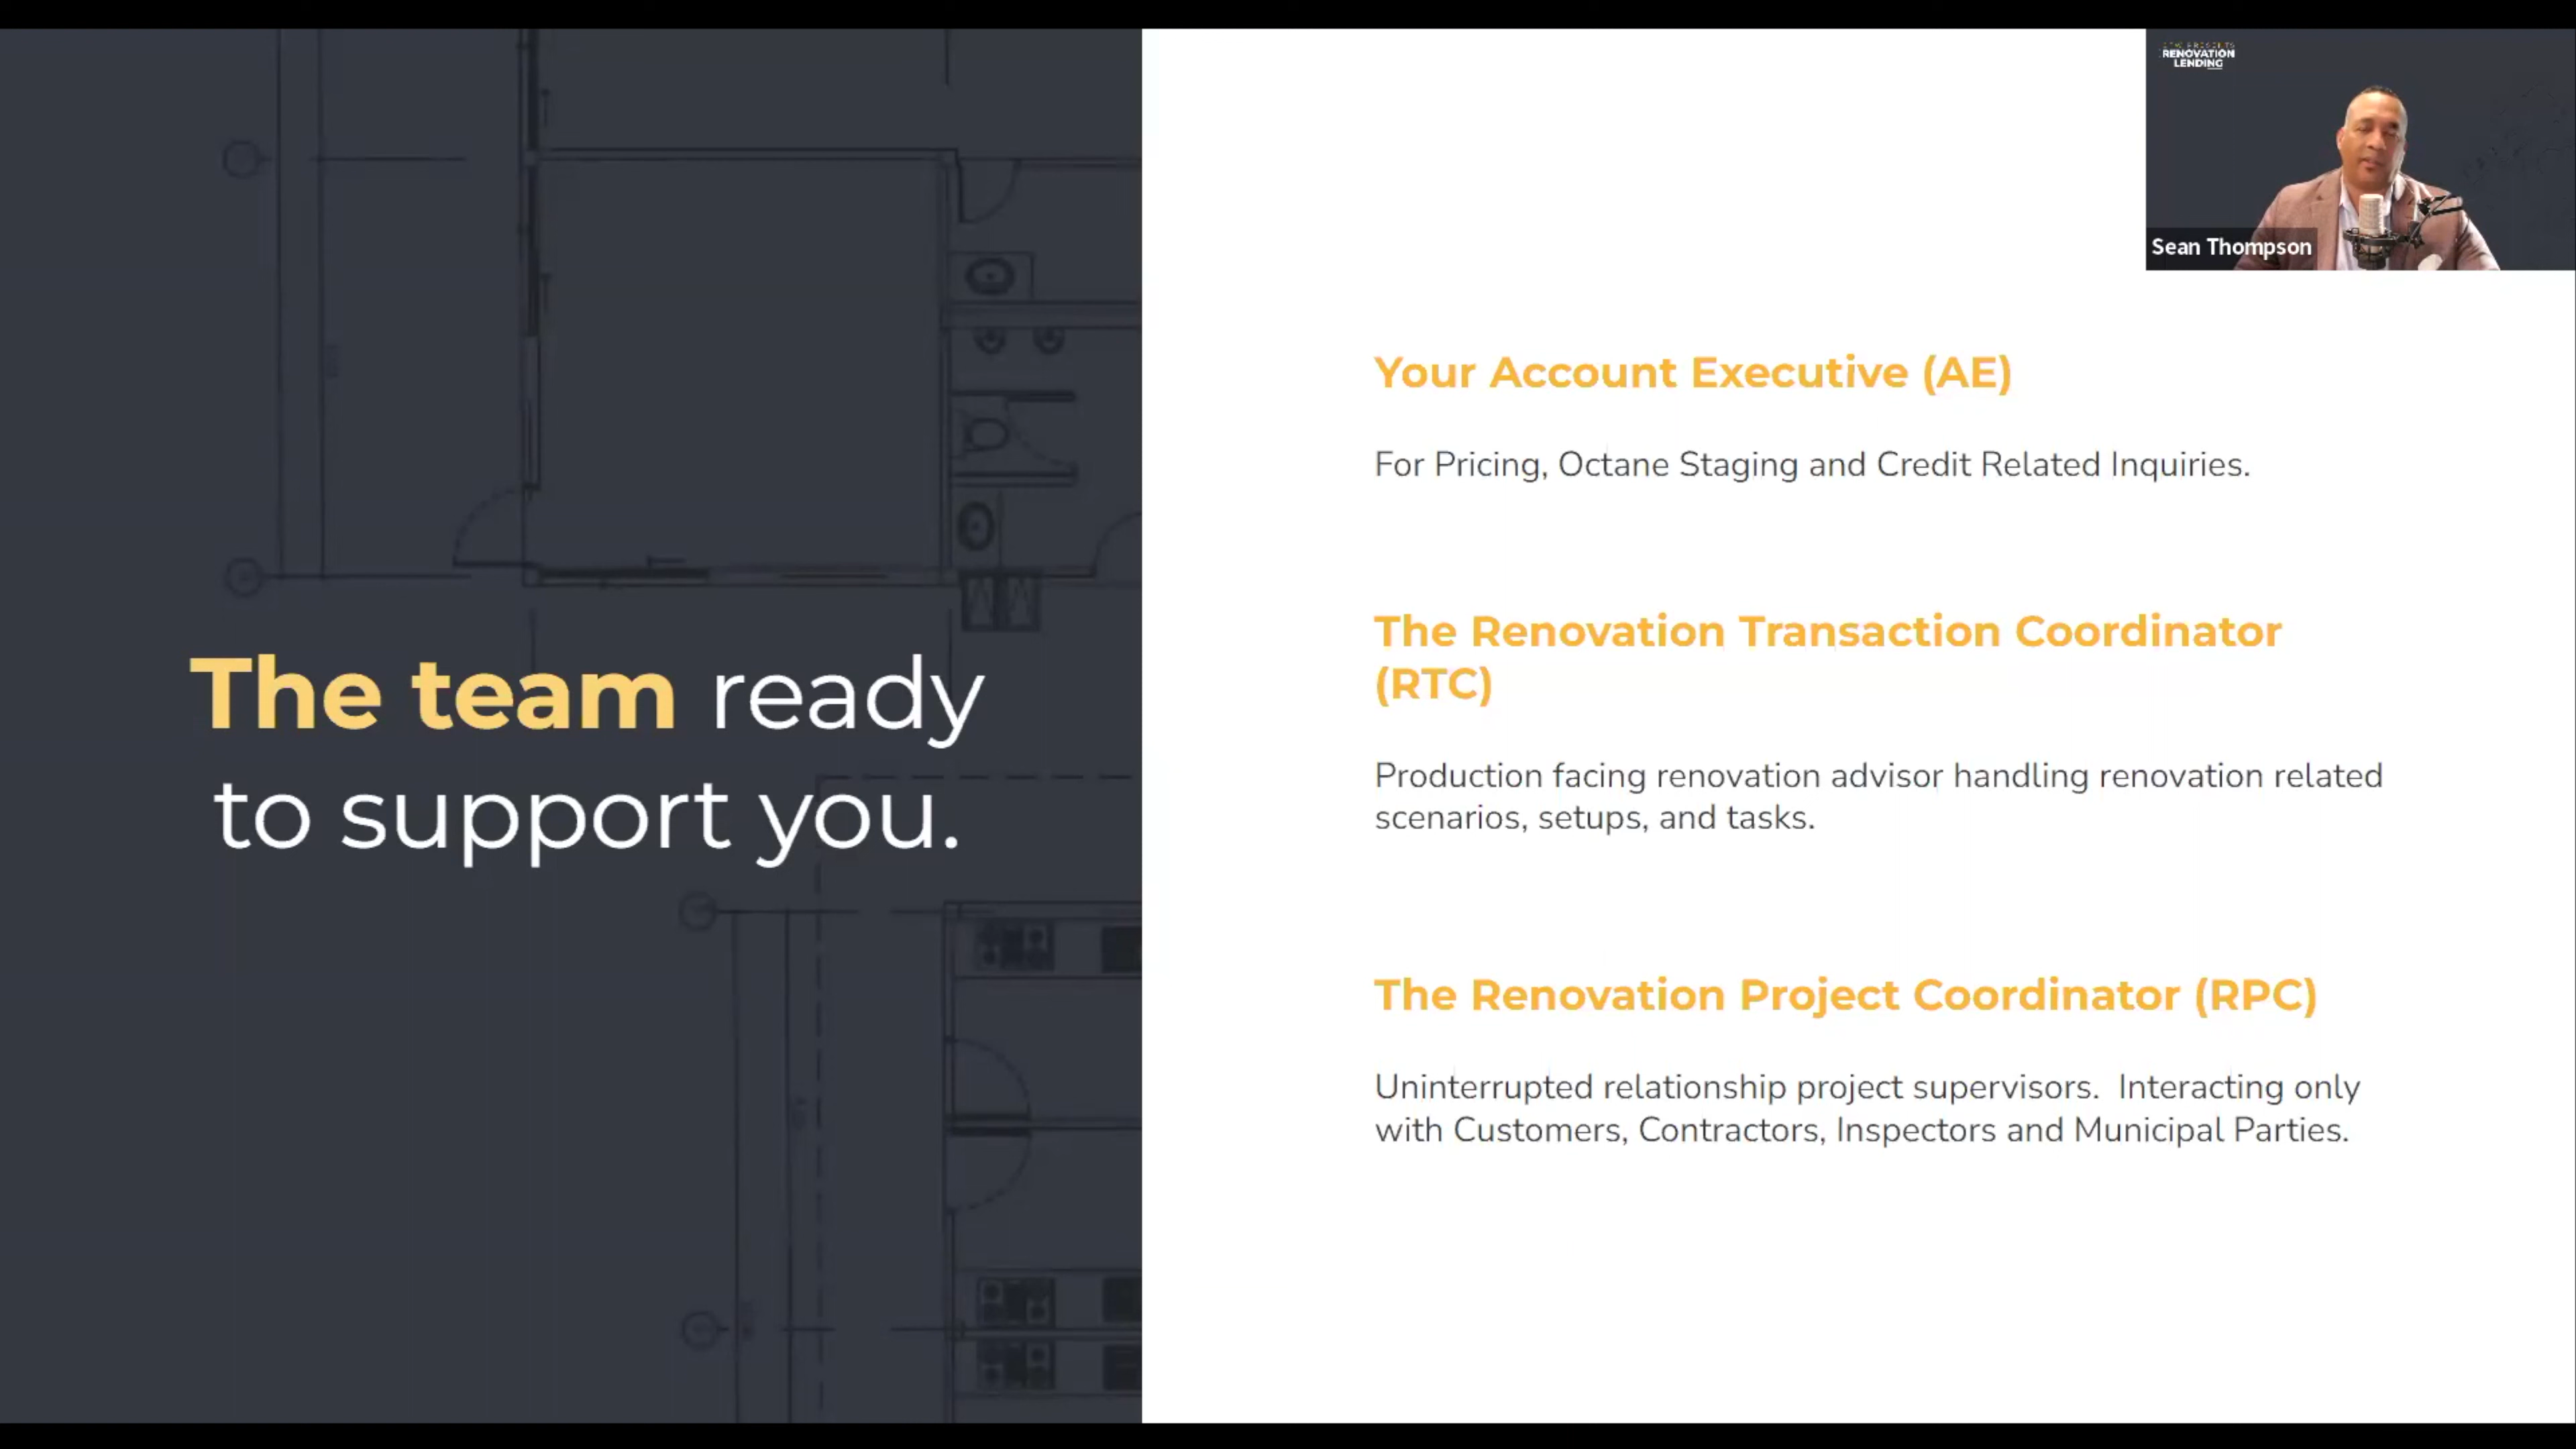 The team ready
to support you.
RENOVATION
LENDING
Sean Thompson
Your Account Executive (AE)
For Pricing, Octane Staging and Credit Related Inquiries.
The Renovation Transaction Coordinator
(RTC)
Production facing renovation advisor handling renovation related
scenarios, setups, and tasks.
The Renovation Project Coordinator (RPC)
Uninterrupted relationship project supervisors.  Interacting only
with Customers, Contractors, Inspectors and Municipal Parties.